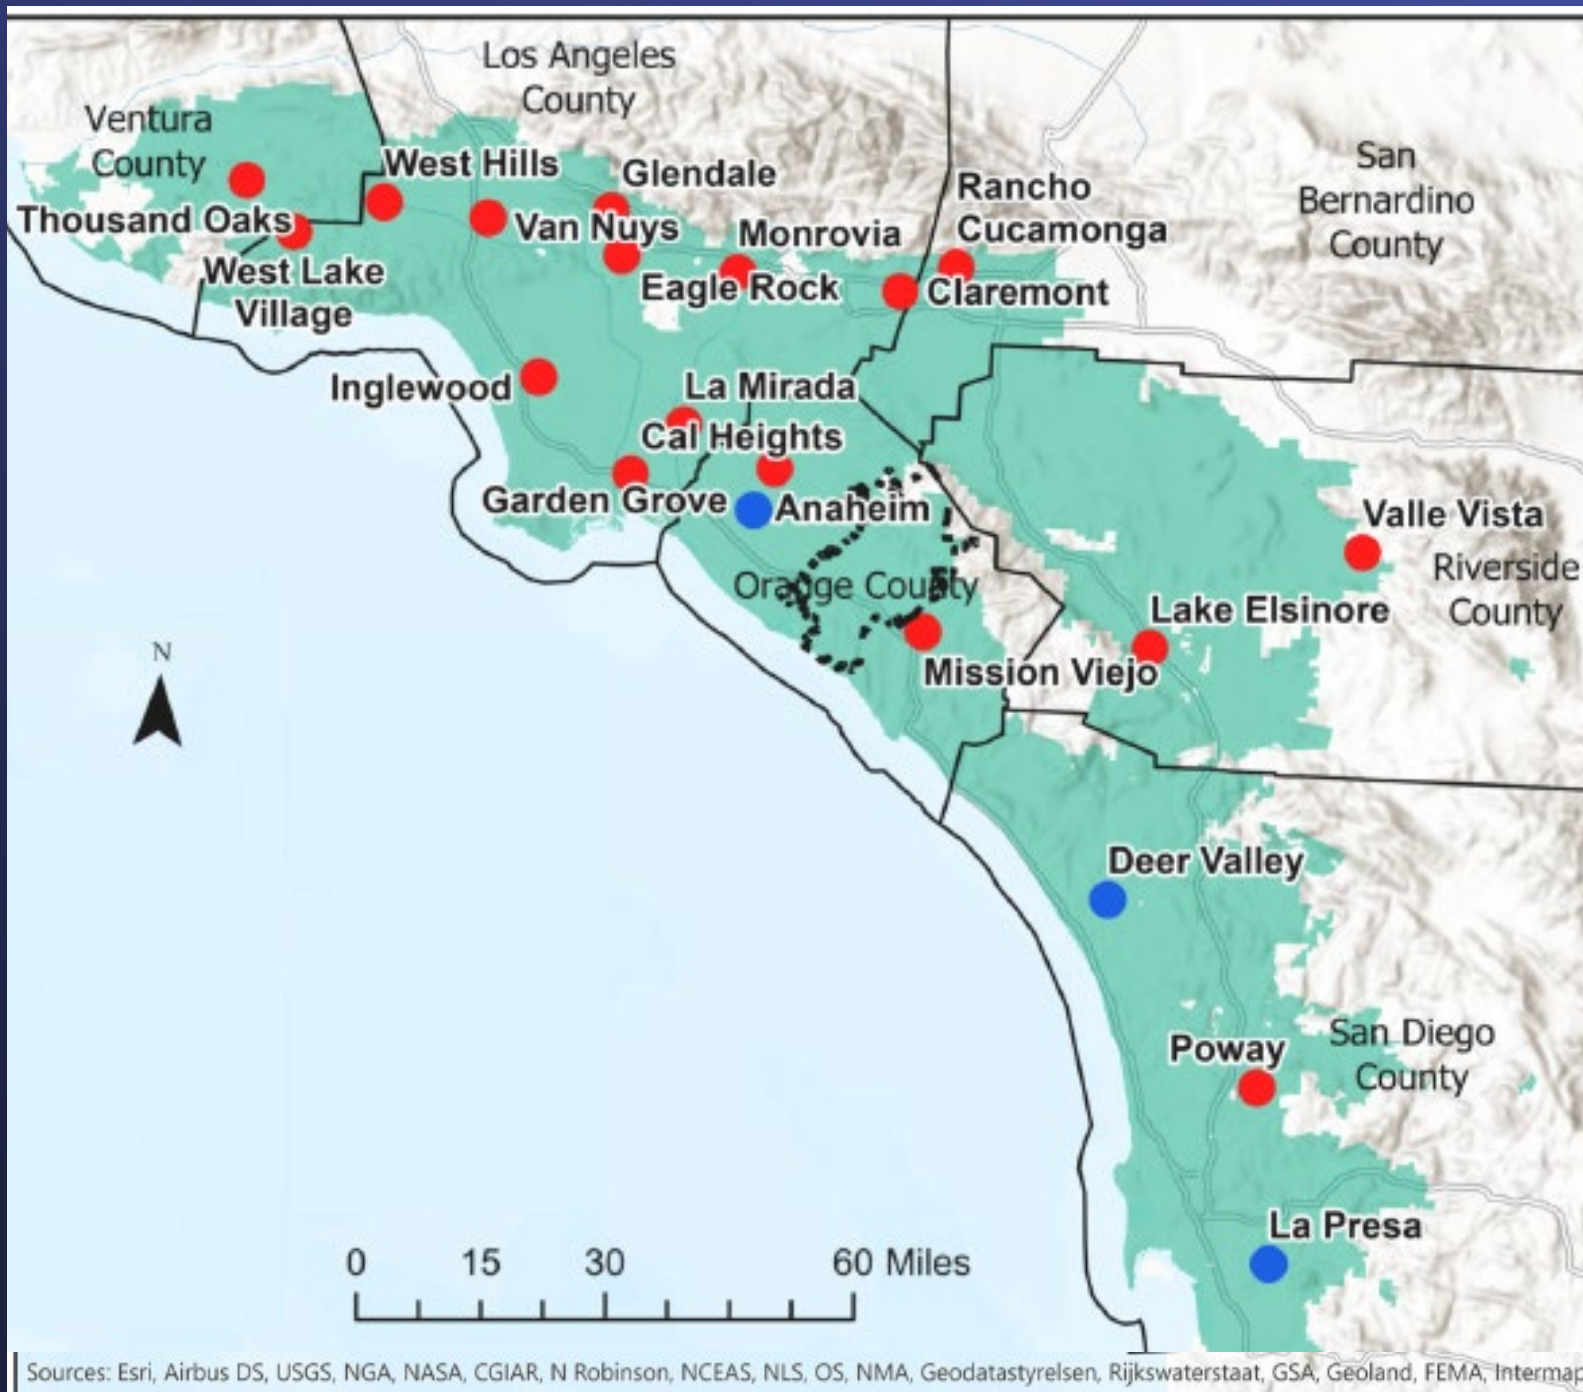 Los Angeles
County
Ventura
County
West Hills
Glendale
San
Bernardino
County
Rancho
Cucamonga
Thousand Oaks
Van Nuys
Monrovia
West Lake
Village
Eagle Rock
Claremont
Inglewood
La Mirada
Cal Heights
Garden Grove
Anaheim
Valle Vista
Riverside
County
Orange County
Lake Elsinore
Mission Viejo
N
Deer Valley
San Diego
County
Poway
La Presa
0 15 30 60 Miles
Sources: Esri, Airbus DS, USGS, NGA, NASA, CGIAR, N Robinson, NCEAS, NLS, OS, NMA, Geodatastyrelsen, Rijkswaterstaat, GSA, Geoland, FEMA, Intermap